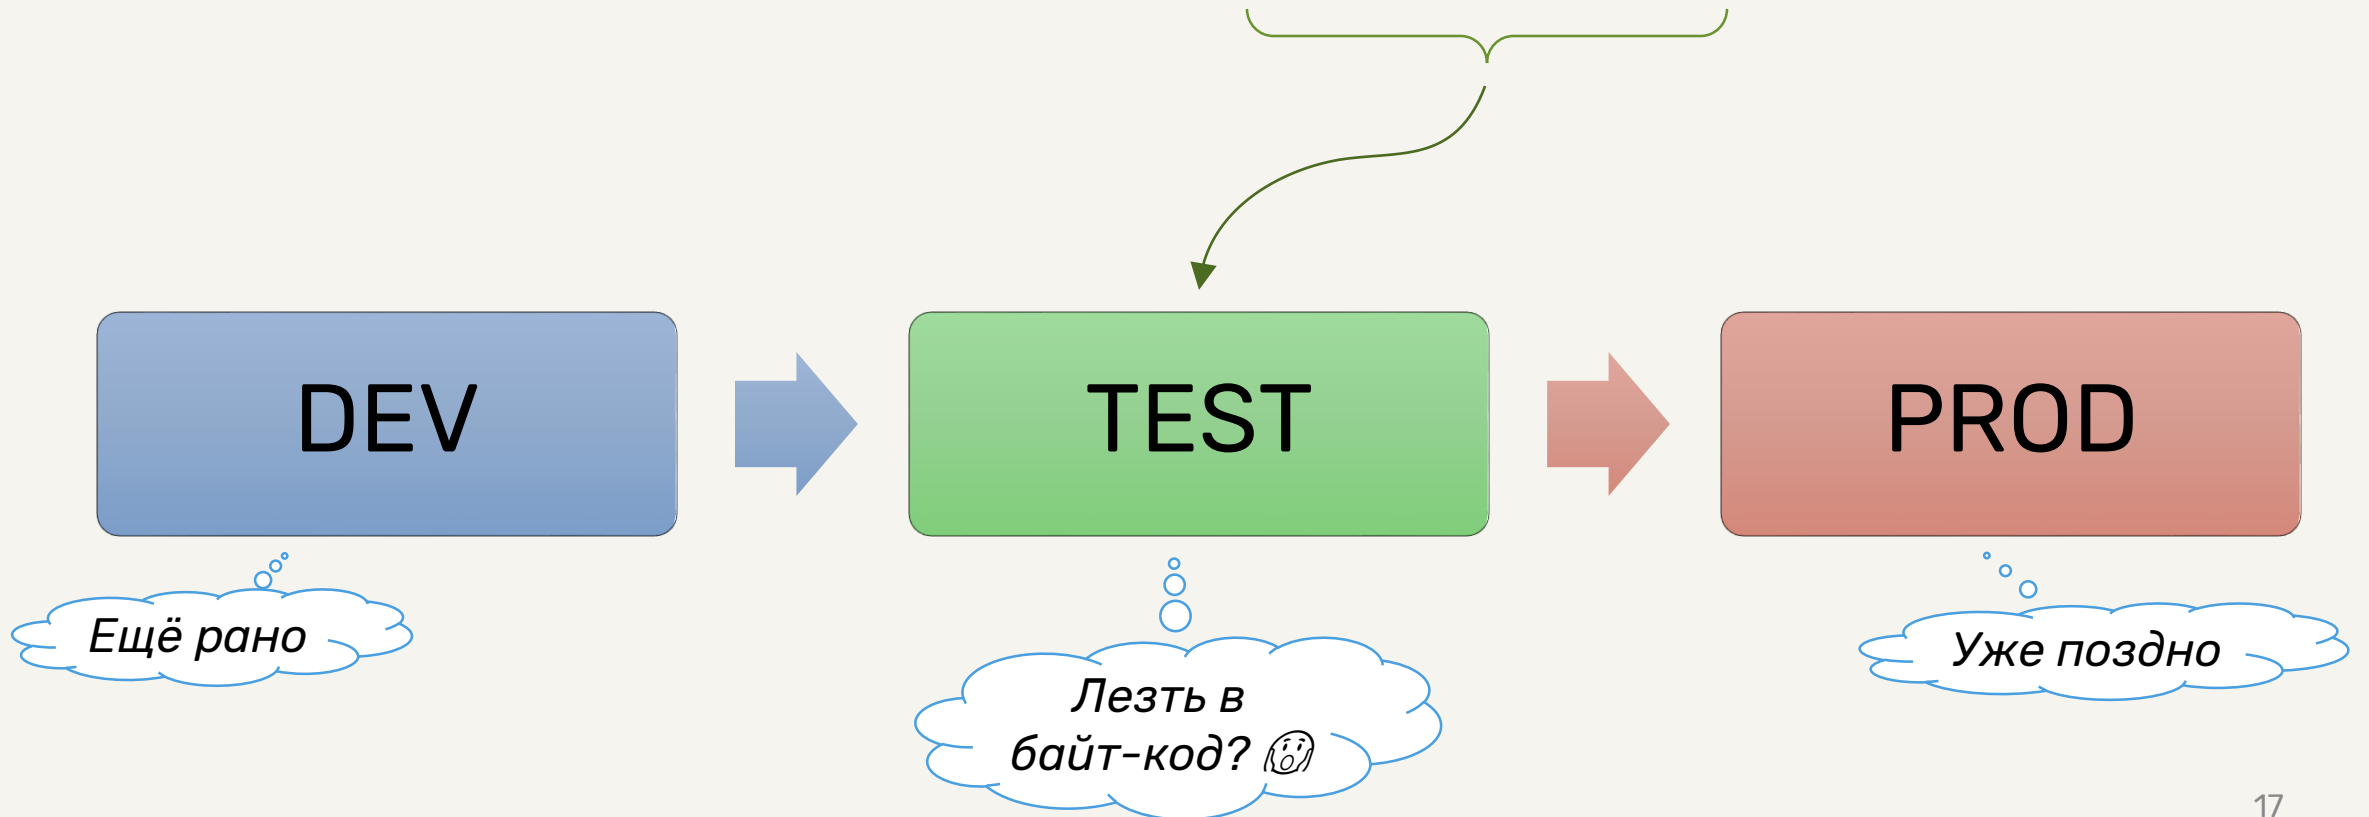 DEV
TEST
PROD
Ещё рано
Лезть в
байт-код? 😱
Уже поздно
17